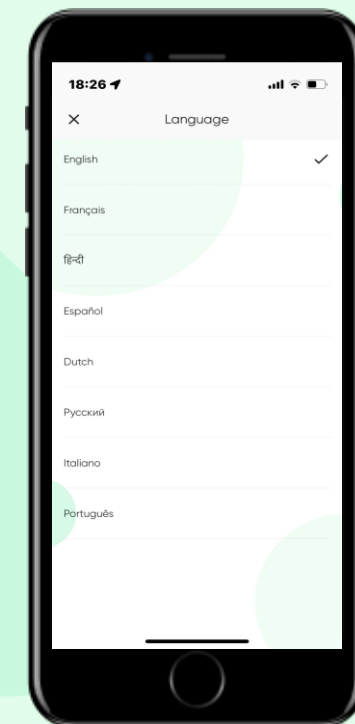 18:26
Language
English
Français
हिन्दी
Español
Dutch
Русский
Italiano
Português